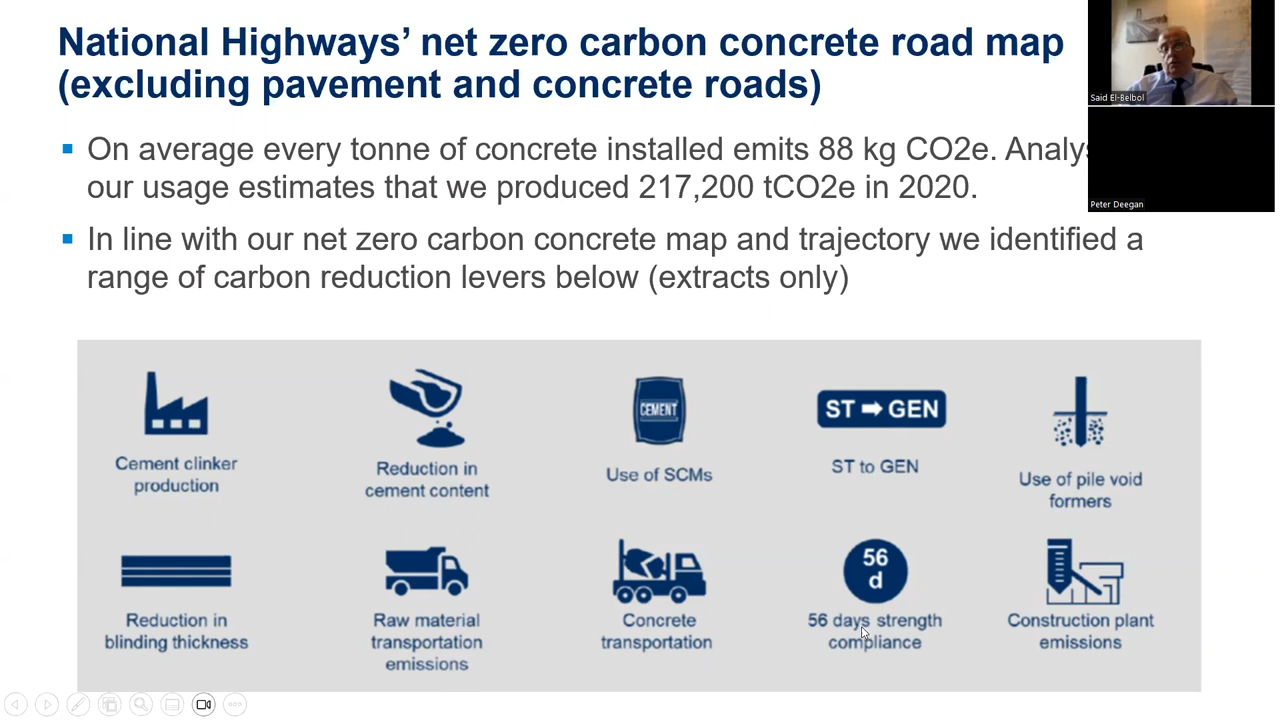 National Highways’ net zero carbon concrete road map
(excluding pavement and concrete roads)
Said El-Belbol
Peter Deegan
▪ On average every tonne of concrete installed emits 88 kg CO2e.
our usage estimates that we produced 217,200 tCO2e in 2020.
▪ In line with our net zero carbon concrete map and trajectory we identified a
range of carbon reduction levers below (extracts only)
Cement clinker
production
Reduction in
cement content
CEMENT
Use of SCMs
ST ➡ GEN
ST to GEN
Use of pile void
formers
Reduction in
blinding thickness
Raw material
transportation
emissions
Concrete
transportation
56
d
56 days strength
compliance
Construction plant
emissions